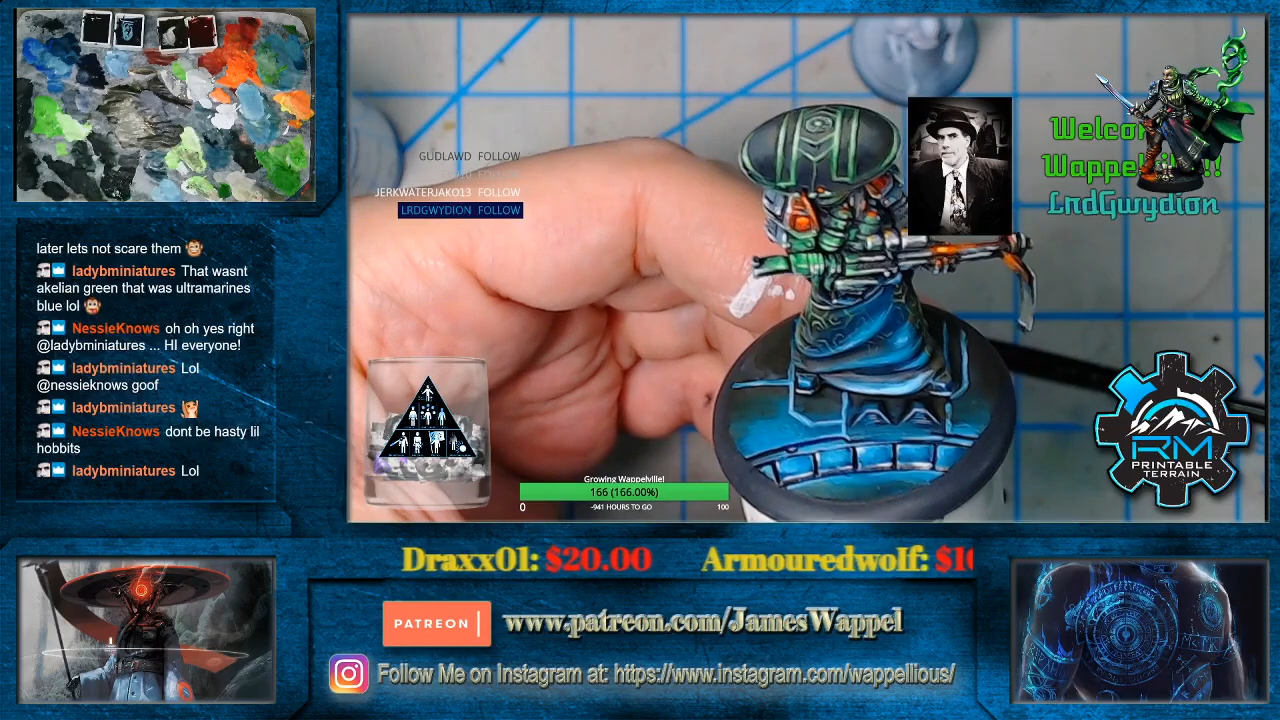 GUDLAWD FOLLOW
JERKWATERJAKO13 FOLLOW
LRDGWYDION FOLLOW
LrdGwydion
later lets not scare them
ladybminiatures That wasnt
akelian green that was ultramarines
blue lol
NessieKnows oh oh yes right
@ladybminiatures ... HI everyone!
ladybminiatures Lol
@nessieknows goof
ladybminiatures
NessieKnows dont be hasty lil
hobbits
ladybminiatures Lol
Growing Wappelville!
166 (166.00%)
0 -941 HOURS TO GO 100
RM
PRINTABLE
TERRAIN
Draxx01: $20.00 Armouredwolf:
PATREON www.patreon.com/JamesWappel
Follow Me on Instagram at: https://www.instagram.com/wappellious/